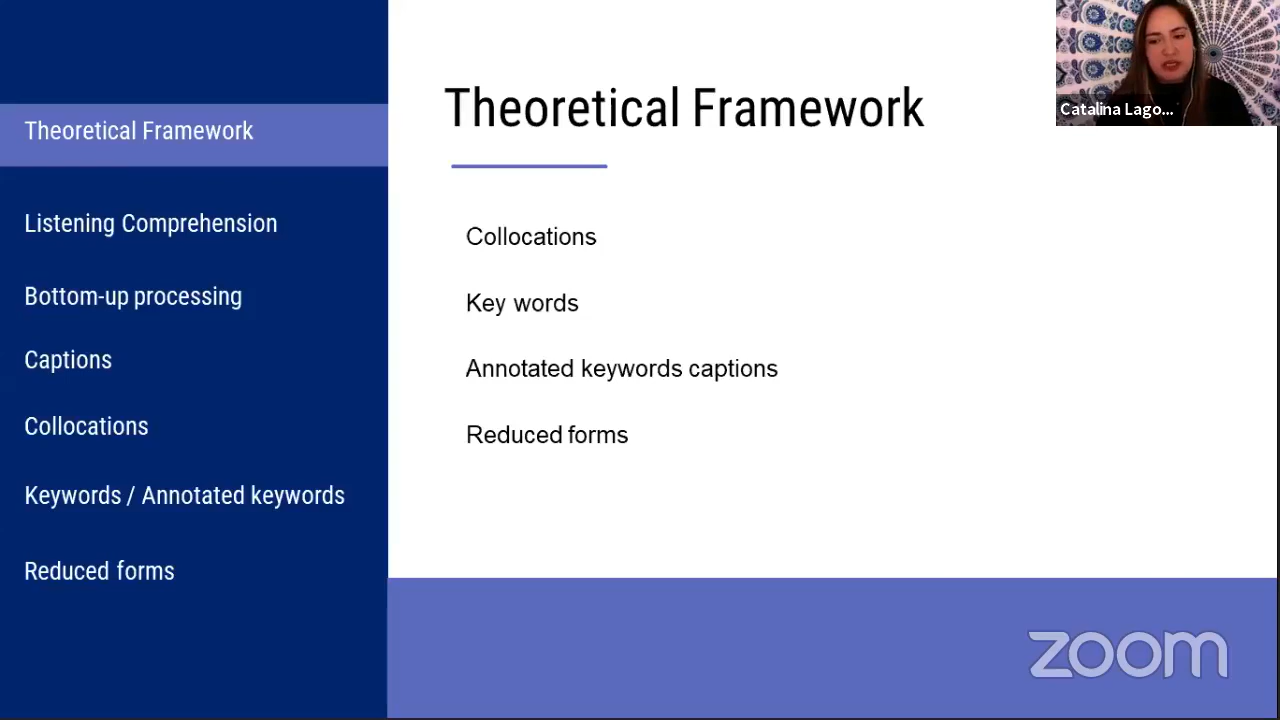 Theoretical Framework
Listening Comprehension
Bottom-up processing
Captions
Collocations
Keywords / Annotated keywords
Reduced forms
Theoretical Framework
Collocations
Key words
Annotated keywords captions
Reduced forms
Catalina Lago...
zoom